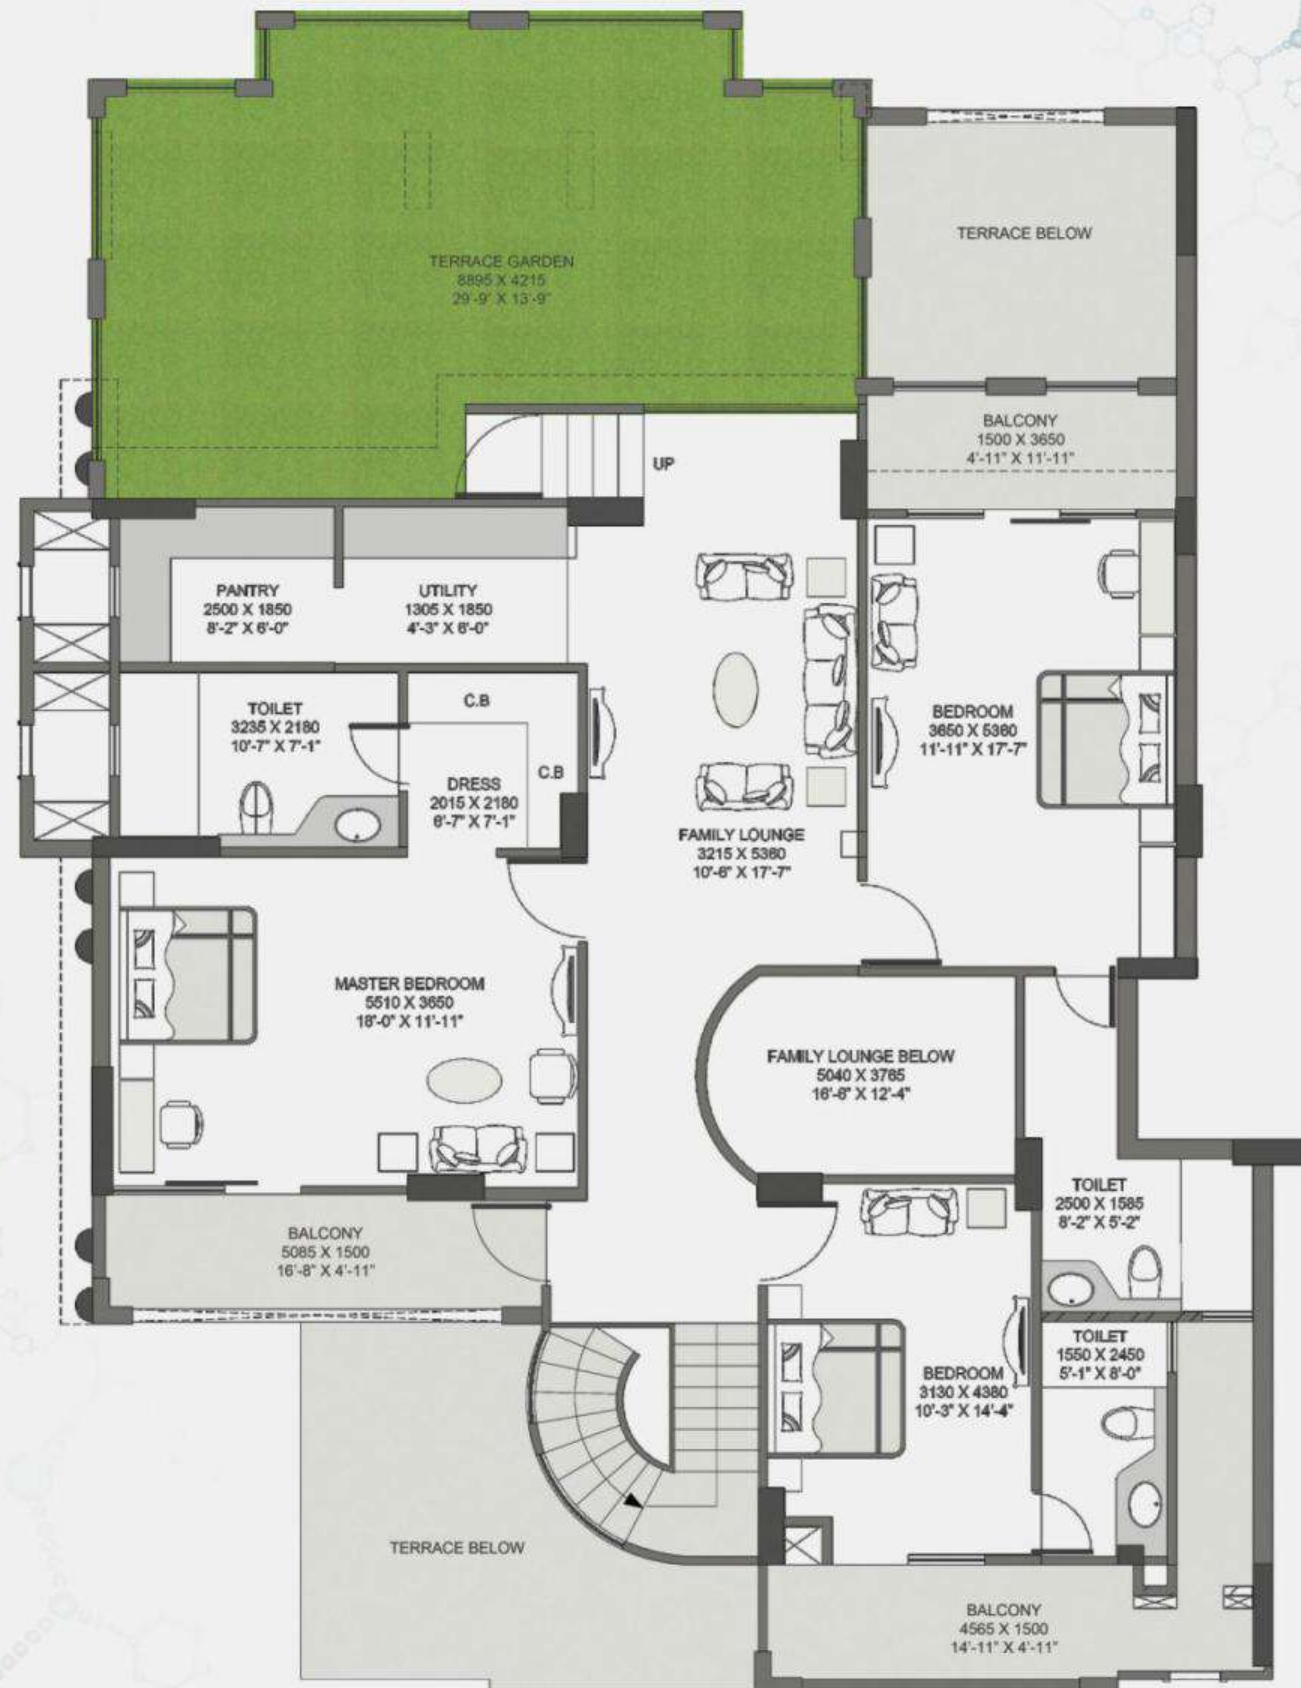 TERRACE GARDEN
8895 X 4215
29'-9" X 13'-9"
TERRACE BELOW
BALCONY
1500 X 3650
4'-11" X 11'-11"
UP
PANTRY
2500 X 1850
8'-2" X 6'-0"
UTILITY
1305 X 1850
4'-3" X 6'-0"
TOILET
3235 X 2180
10'-7" X 7'-1"
C.B
C.B
DRESS
2015 X 2180
6'-7" X 7'-1"
BEDROOM
3650 X 5360
11'-11" X 17'-7"
FAMILY LOUNGE
3215 X 5360
10'-6" X 17'-7"
MASTER BEDROOM
5510 X 3650
18'-0" X 11'-11"
FAMILY LOUNGE BELOW
5040 X 3765
16'-6" X 12'-4"
TOILET
2500 X 1585
8'-2" X 5'-2"
BALCONY
5085 X 1500
16'-8" X 4'-11"
TOILET
1550 X 2450
5'-1" X 8'-0"
BEDROOM
3130 X 4380
10'-3" X 14'-4"
TERRACE BELOW
BALCONY
4565 X 1500
14'-11" X 4'-11"